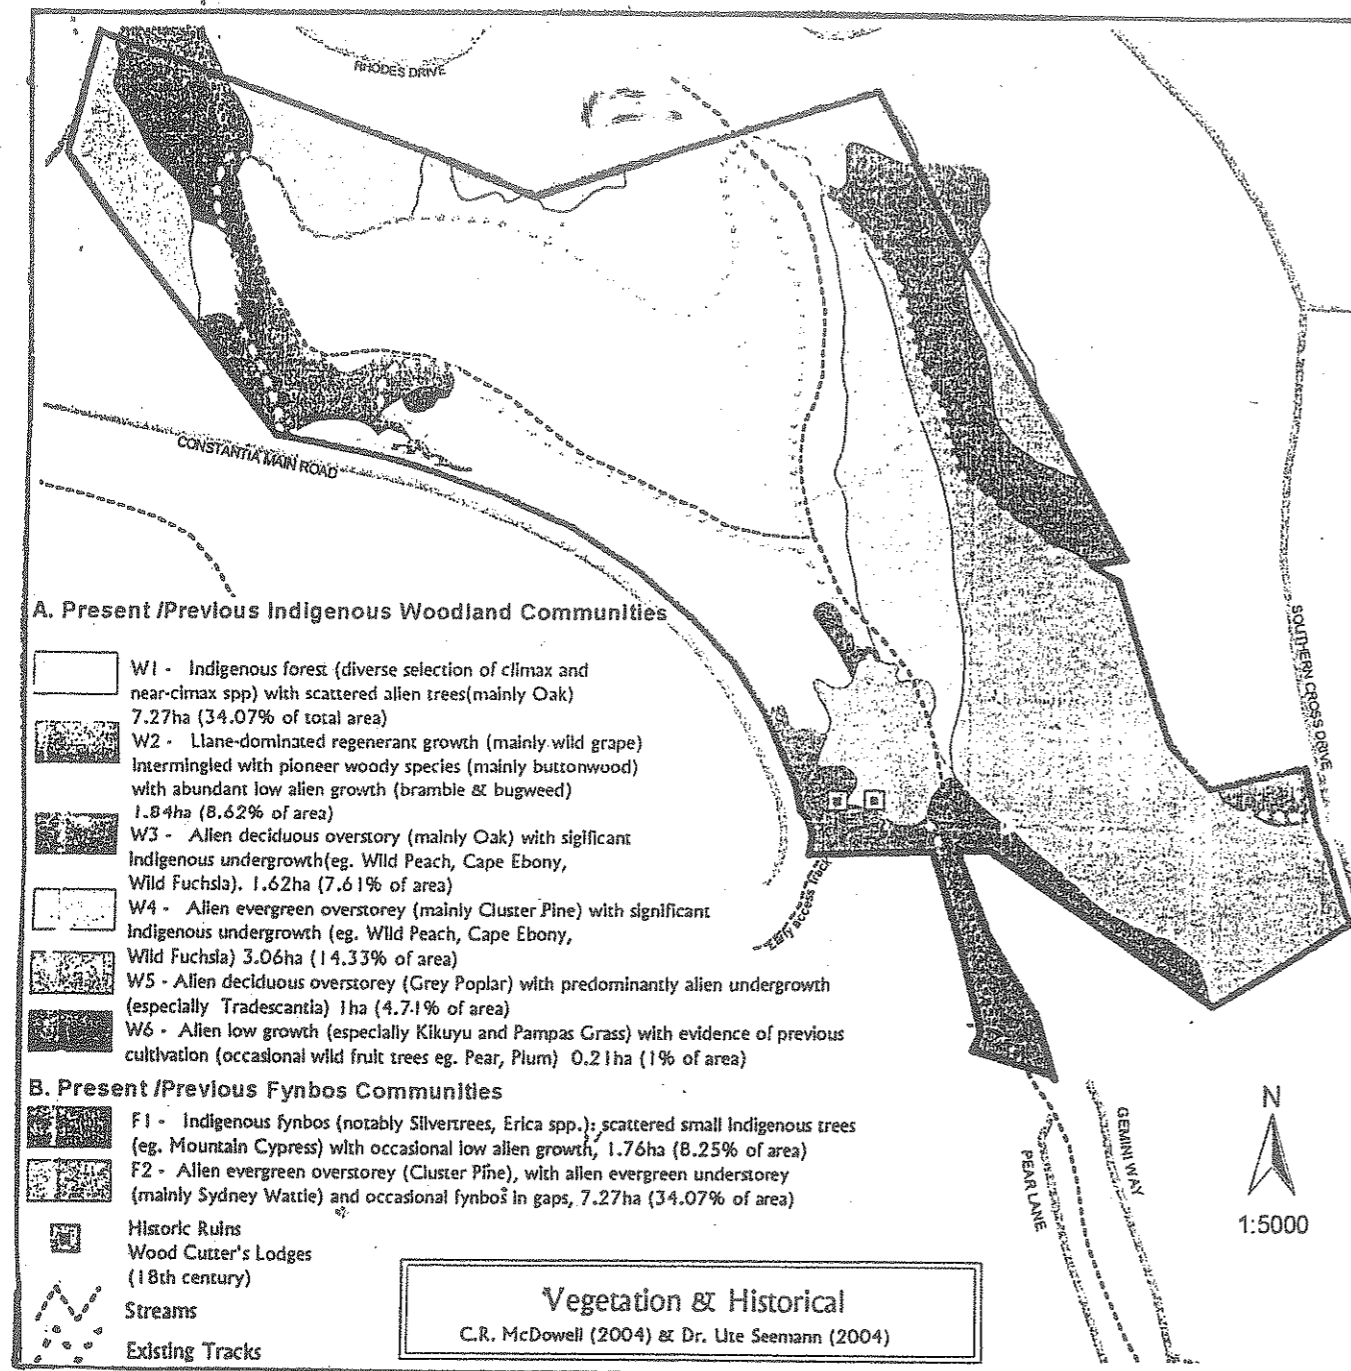 RHODES DRIVE
CONSTANTIA MAIN ROAD
SOUTHERN CROSS DRIVE
Early access track
A. Present /Previous Indigenous Woodland Communities
W1 - Indigenous forest (diverse selection of climax and
near-climax spp) with scattered alien trees(mainly Oak)
7.27ha (34.07% of total area)
W2 - Liane-dominated regenerant growth (mainly wild grape)
Intermingled with pioneer woody species (mainly buttonwood)
with abundant low alien growth (bramble & bugweed)
1.84ha (8.62% of area)
W3 - Alien deciduous overstory (mainly Oak) with sigificant
Indigenous undergrowth(eg. Wild Peach, Cape Ebony,
Wild Fuchsia). 1.62ha (7.61% of area)
W4 - Alien evergreen overstorey (mainly Cluster Pine) with significant
Indigenous undergrowth (eg. Wild Peach, Cape Ebony,
Wild Fuchsia) 3.06ha (14.33% of area)
W5 - Alien deciduous overstorey (Grey Poplar) with predominantly alien undergrowth
(especially Tradescantia) 1ha (4.71% of area)
W6 - Alien low growth (especially Kikuyu and Pampas Grass) with evidence of previous
cultivation (occasional wild fruit trees eg. Pear, Plum) 0.21ha (1% of area)
B. Present /Previous Fynbos Communities
F1 - Indigenous fynbos (notably Silvertrees, Erica spp.); scattered small indigenous trees
(eg. Mountain Cypress) with occasional low alien growth, 1.76ha (8.25% of area)
F2 - Alien evergreen overstorey (Cluster Pine), with alien evergreen understorey
(mainly Sydney Wattle) and occasional fynbos in gaps, 7.27ha (34.07% of area)
Historic Ruins
Wood Cutter's Lodges
(18th century)
Streams
Existing Tracks
PEAR LANE
GEMINI WAY
N
1:5000
Vegetation & Historical
C.R. McDowell (2004) & Dr. Ute Seemann (2004)